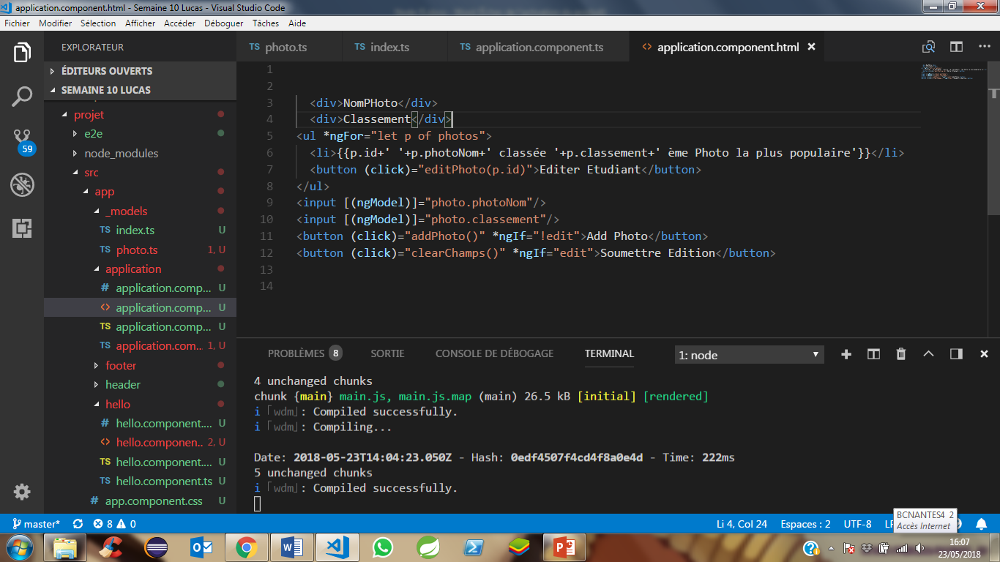 application.component.html - Semaine 10 Lucas - Visual Studio Code
Fichier Modifier Sélection Afficher Accéder Déboguer Tâches Aide
EXPLORATEUR
ÉDITEURS OUVERTS
SEMAINE 10 LUCAS
projet
e2e
node_modules
src
app
_models
TS index.ts U
TS photo.ts 1, U
application
# application.comp... U
<> application.comp... U
TS application.comp... U
TS application.com... 1, U
footer
header
hello
# hello.component.... U
<> hello.componen... 2, U
TS hello.component.... U
TS hello.component.ts U
# app.component.css U
59
TS photo.ts TS index.ts TS application.component.ts <> application.component.html
1
2
3 <div>NomPHoto</div>
4 <div>Classement</div>
5 <ul *ngFor="let p of photos">
6 <li>{{p.id+' '+p.photoNom+' classée '+p.classement+' ème Photo la plus populaire'}}</li>
7 <button (click)="editPhoto(p.id)">Editer Etudiant</button>
8 </ul>
9 <input [(ngModel)]="photo.photoNom"/>
10 <input [(ngModel)]="photo.classement"/>
11 <button (click)="addPhoto()" *ngIf="!edit">Add Photo</button>
12 <button (click)="clearChamps()" *ngIf="edit">Soumettre Edition</button>
13
14
PROBLÈMES 8 SORTIE CONSOLE DE DÉBOGAGE TERMINAL 1: node
4 unchanged chunks
chunk {main} main.js, main.js.map (main) 26.5 kB [initial] [rendered]
i ｢wdm｣: Compiled successfully.
i ｢wdm｣: Compiling...
Date: 2018-05-23T14:04:23.050Z - Hash: 0edf4507f4cd4f8a0e4d - Time: 222ms
5 unchanged chunks
i ｢wdm｣: Compiled successfully.
master* 8 0 Li 4, Col 24 Espaces : 2 UTF-8
BCNANTES4 2
Accès Internet
16:07
23/05/2018